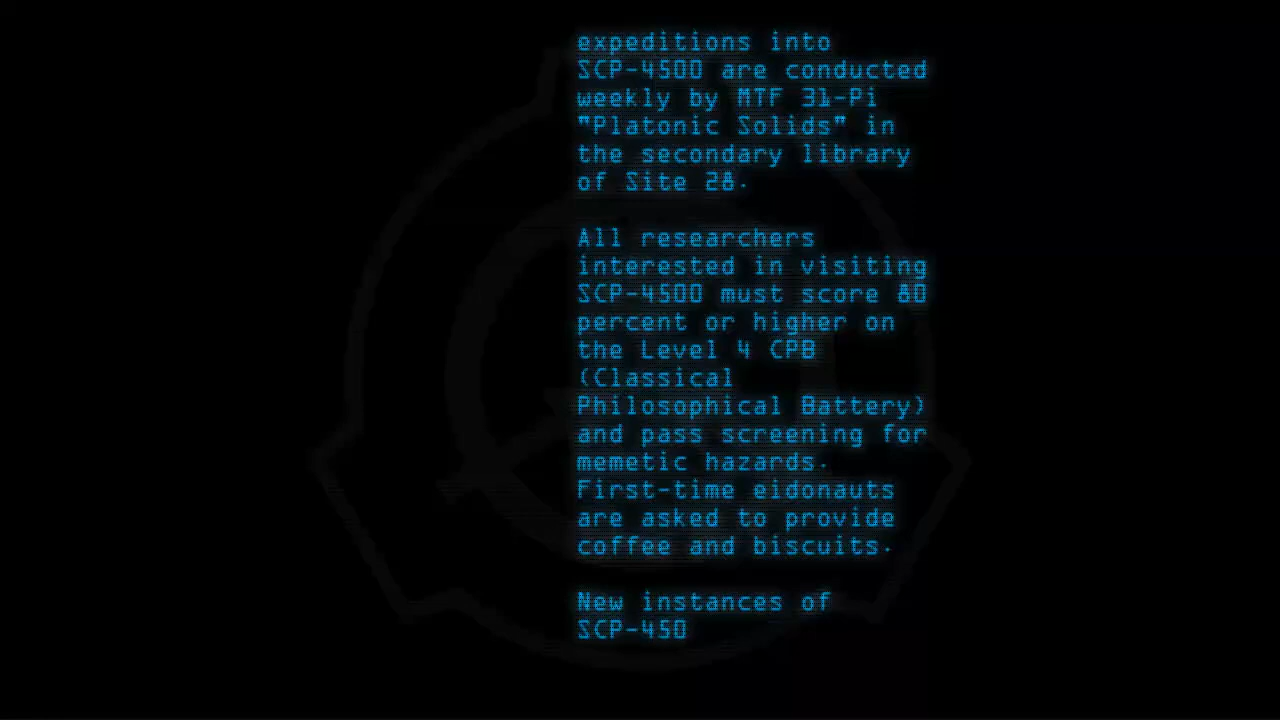 expeditions into
SCP-4500 are conducted
weekly by MTF 31-Pi
"Platonic Solids" in
the secondary library
of Site 28.
All researchers
interested in visiting
SCP-4500 must score 80
percent or higher on
the Level 4 CPB
(Classical
Philosophical Battery)
and pass screening for
memetic hazards.
First-time eidonauts
are asked to provide
coffee and biscuits.
New instances of
SCP-450